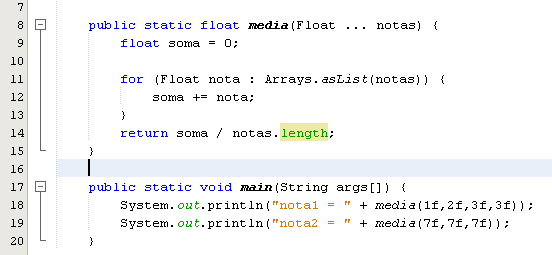 7
8 public static float media(Float ... notas) {
9 float soma = 0;
10
11 for (Float nota : Arrays.asList(notas)) {
12 soma += nota;
13 }
14 return soma / notas.length;
15 }
16
17 public static void main(String args[]) {
18 System.out.println("nota1 = " + media(1f,2f,3f,3f));
19 System.out.println("nota2 = " + media(7f,7f,7f));
20 }